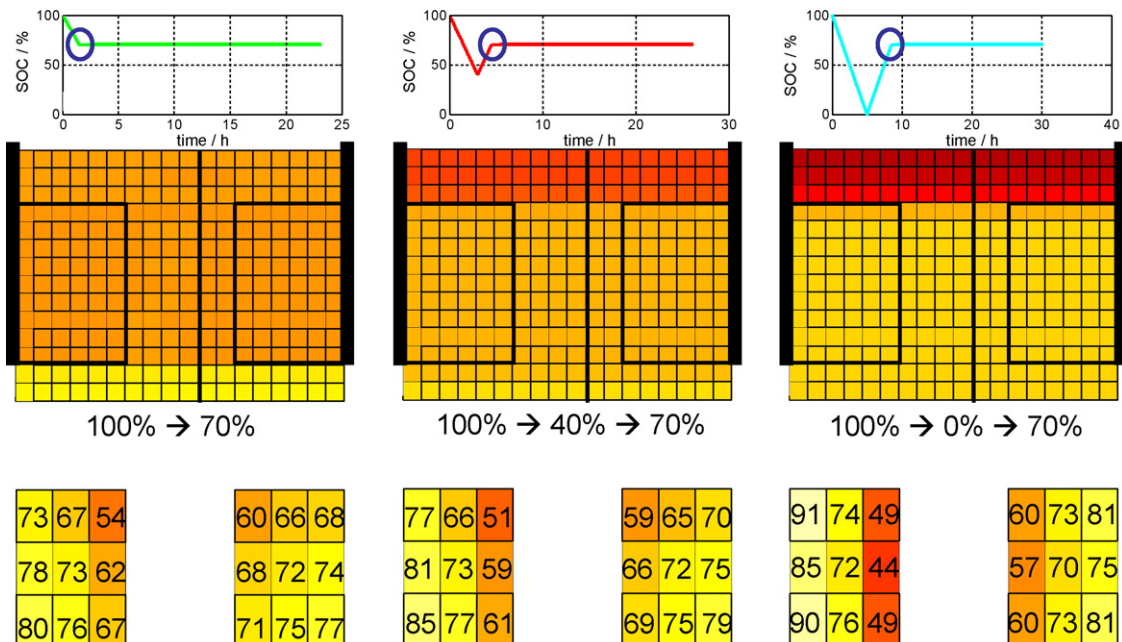 SOC / %
100
50
0
0 5 10 15 20 25
time / h
SOC / %
100
50
0
0 10 20 30
time / h
SOC / %
100
50
0
0 10 20 30 40
time / h
100% → 70%
100% → 40% → 70%
100% → 0% → 70%
73 67 54
78 73 62
80 76 67
60 66 68
68 72 74
71 75 77
77 66 51
81 73 59
85 77 61
59 65 70
66 72 75
69 75 79
91 74 49
85 72 44
90 76 49
60 73 81
57 70 75
60 73 81